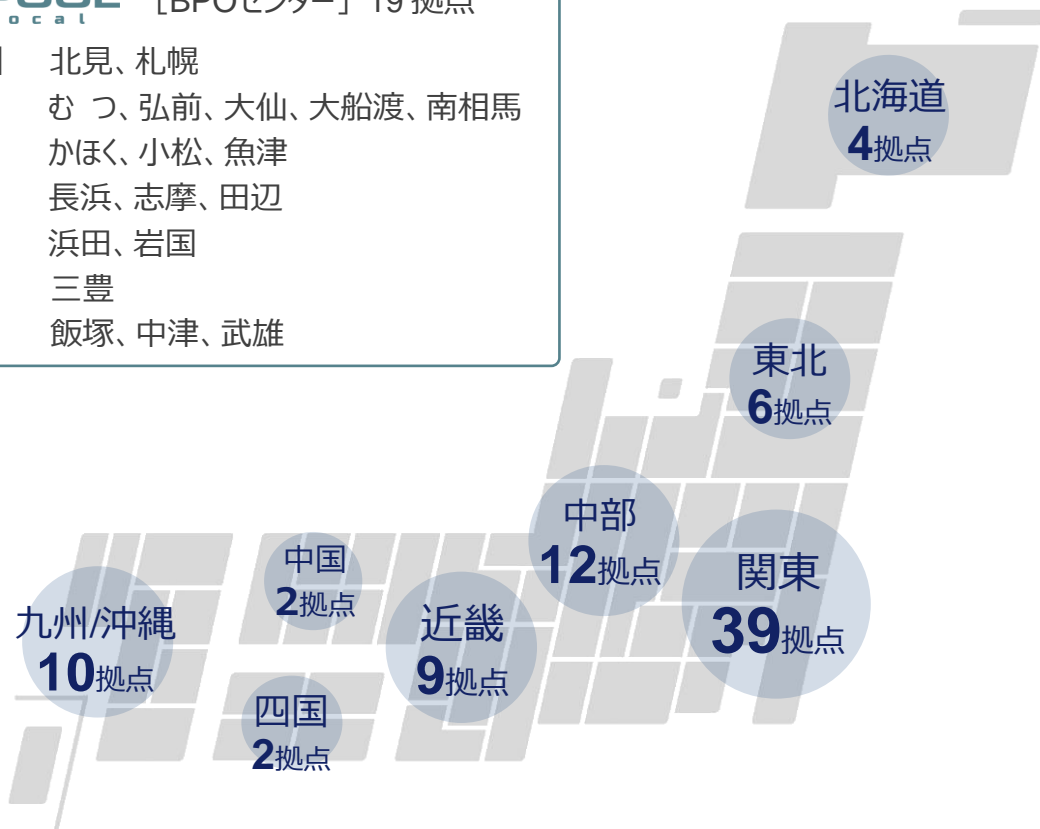 ocal [BPOセンター] 19拠点
北見、札幌
むつ、弘前、大仙、大船渡、南相馬
かほく、小松、魚津
長浜、志摩、田辺
浜田、岩国
三豊
飯塚、中津、武雄
北海道
4拠点
東北
6拠点
中部
12拠点
関東
39拠点
中国
2拠点
近畿
9拠点
九州/沖縄
10拠点
四国
2拠点